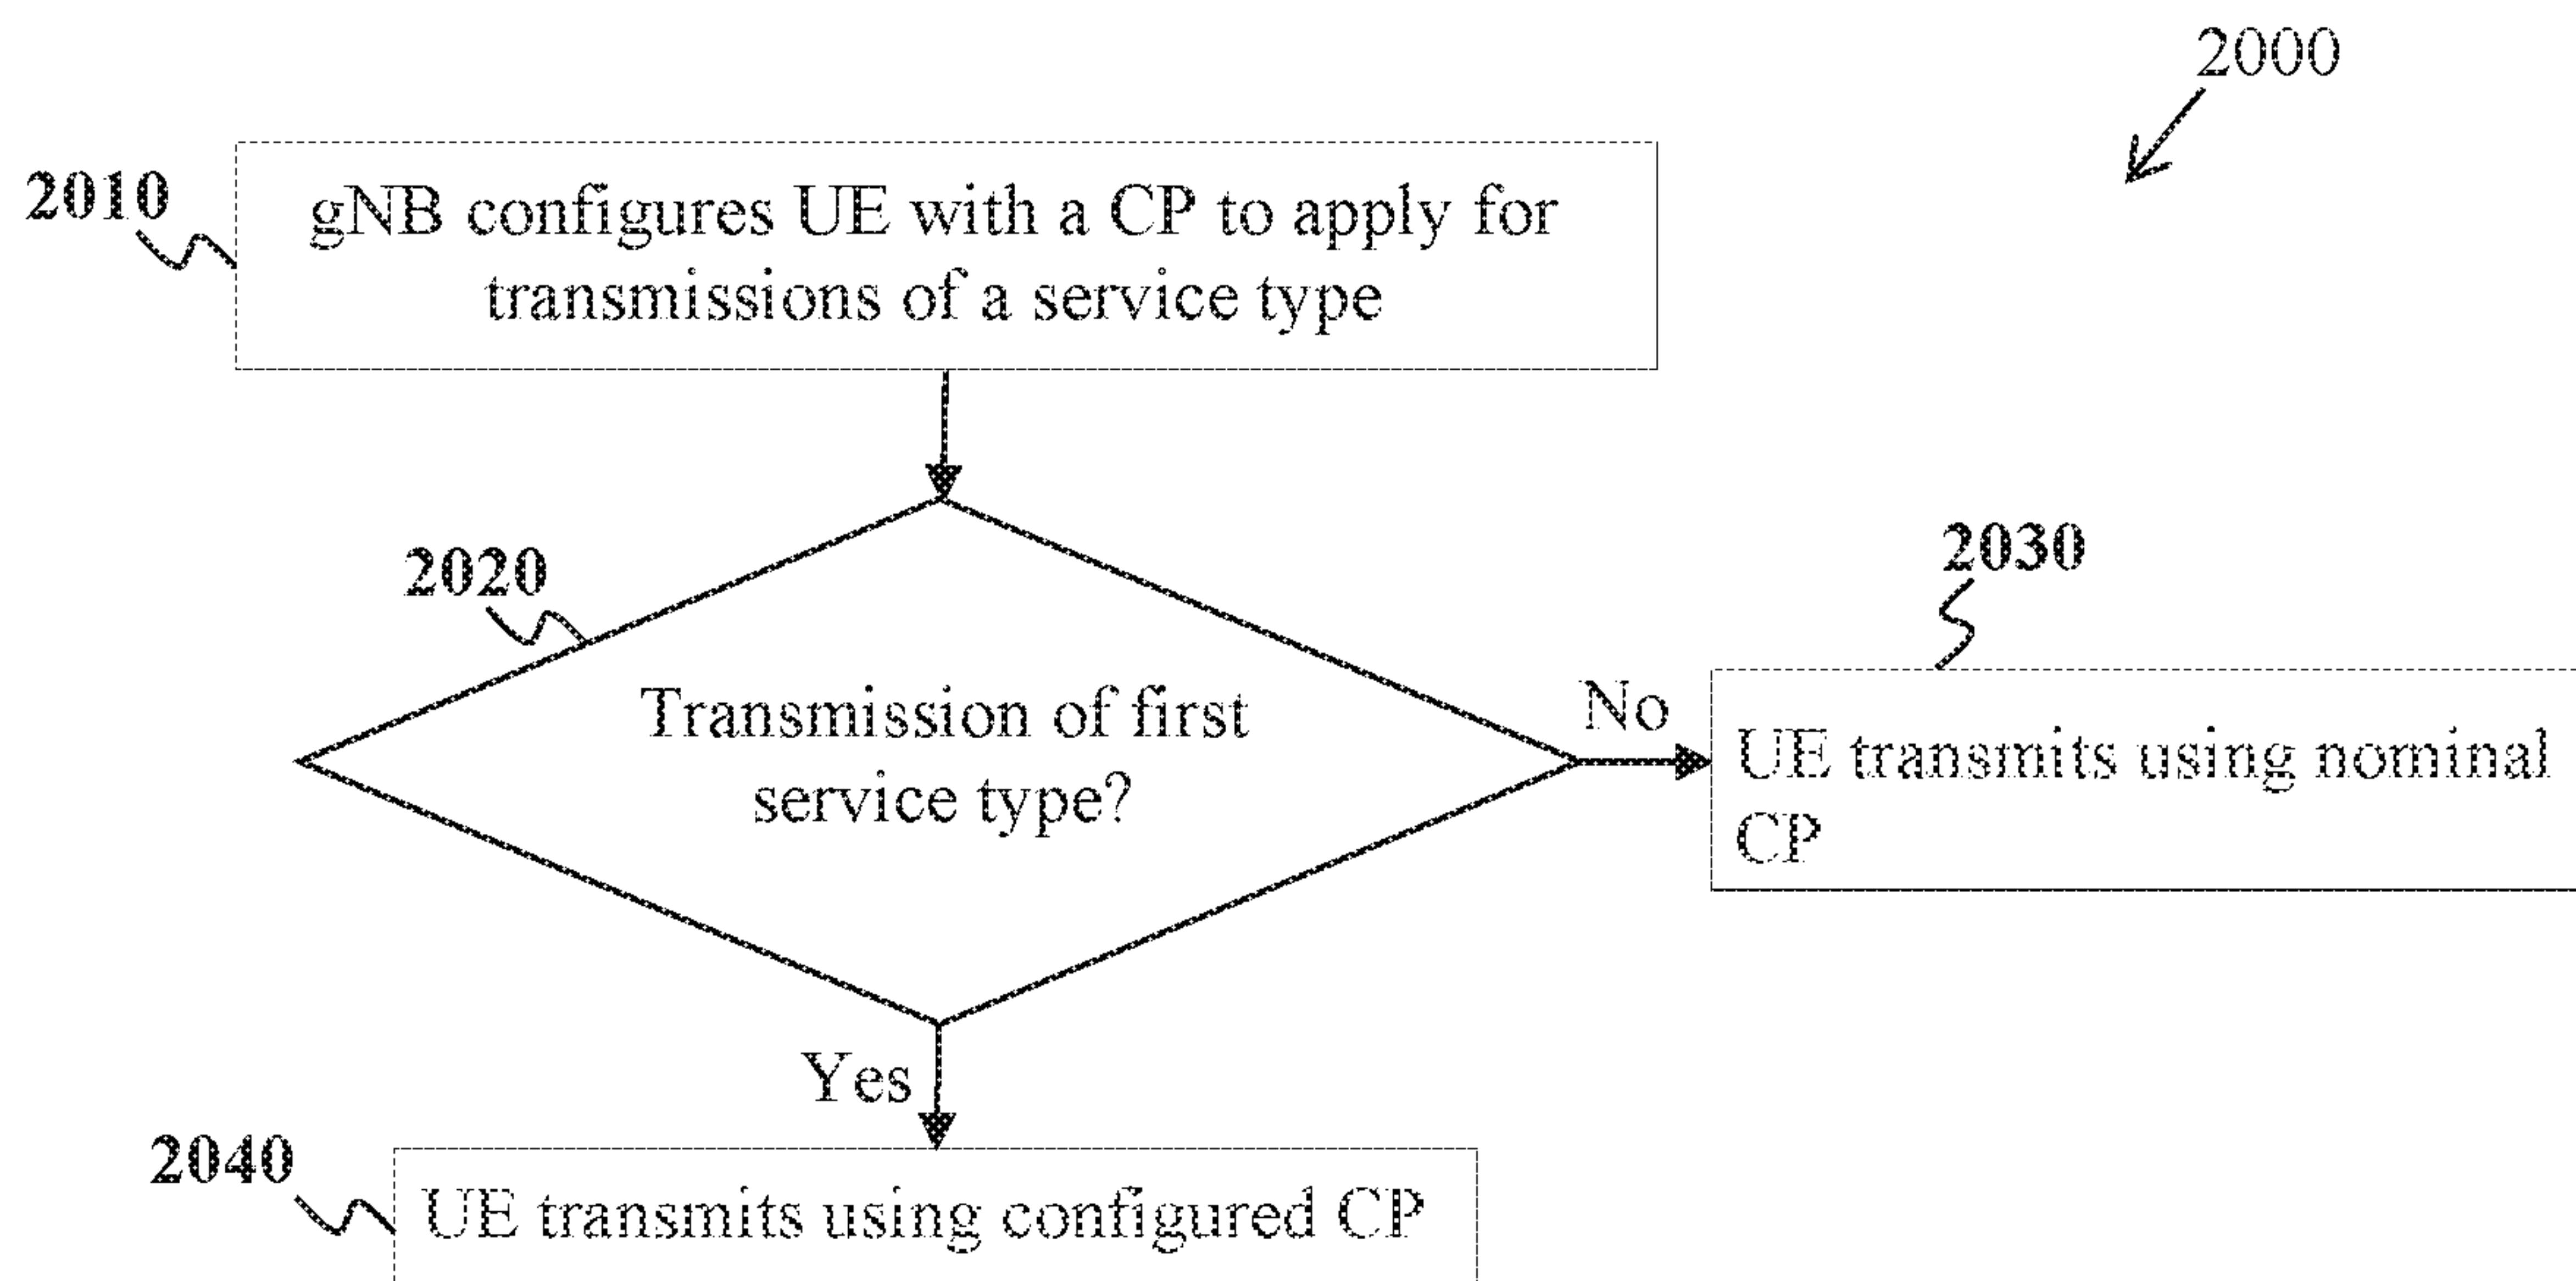 2000
2010
gNB configures UE with a CP to apply for
transmissions of a service type
2020
Transmission of first
service type?
No
2030
UE transmits using nominal
CP
Yes
2040
UE transmits using configured CP